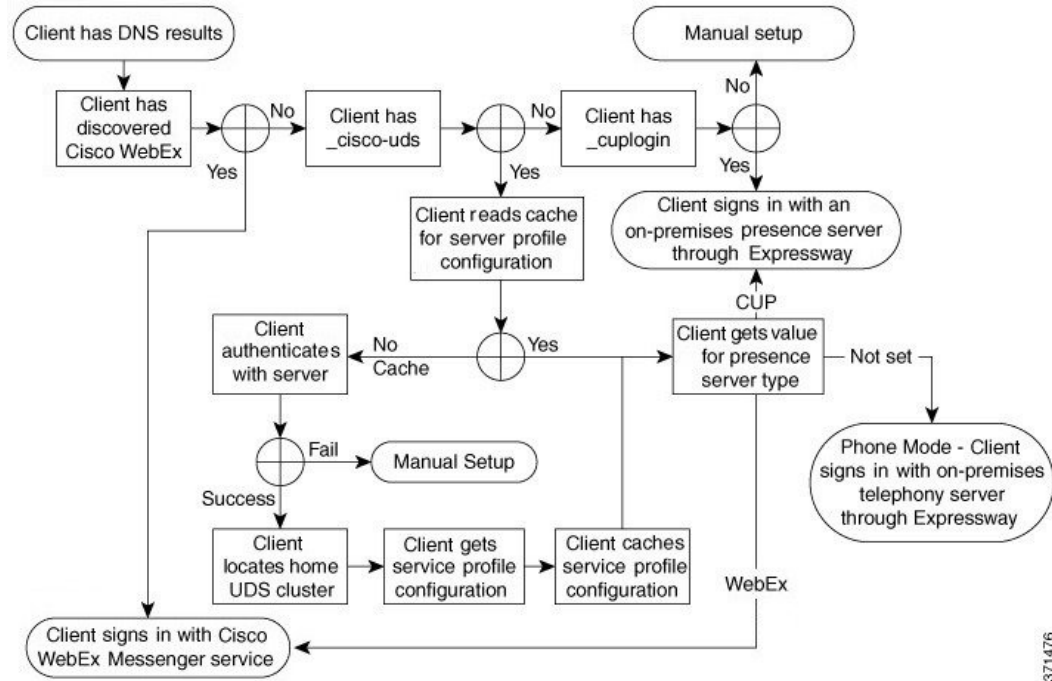 Client has DNS results
Manual setup
Client has
discovered
Cisco WebEx
No
Yes
Client has
_cisco-uds
No
Yes
Client has
_cuplogin
No
Yes
Client signs in with an
on-premises presence server
through Expressway
Client reads cache
for server profile
configuration
CUP
Client
authenticates
with server
No
Cache
Yes
Client gets value
for presence
server type
Not set
Fail
Manual Setup
Success
Phone Mode - Client
signs in with on-premises
telephony server
through Expressway
Client
locates home
UDS cluster
Client gets
service profile
configuration
Client caches
service profile
configuration
WebEx
Client signs in with Cisco
WebEx Messenger service
371476